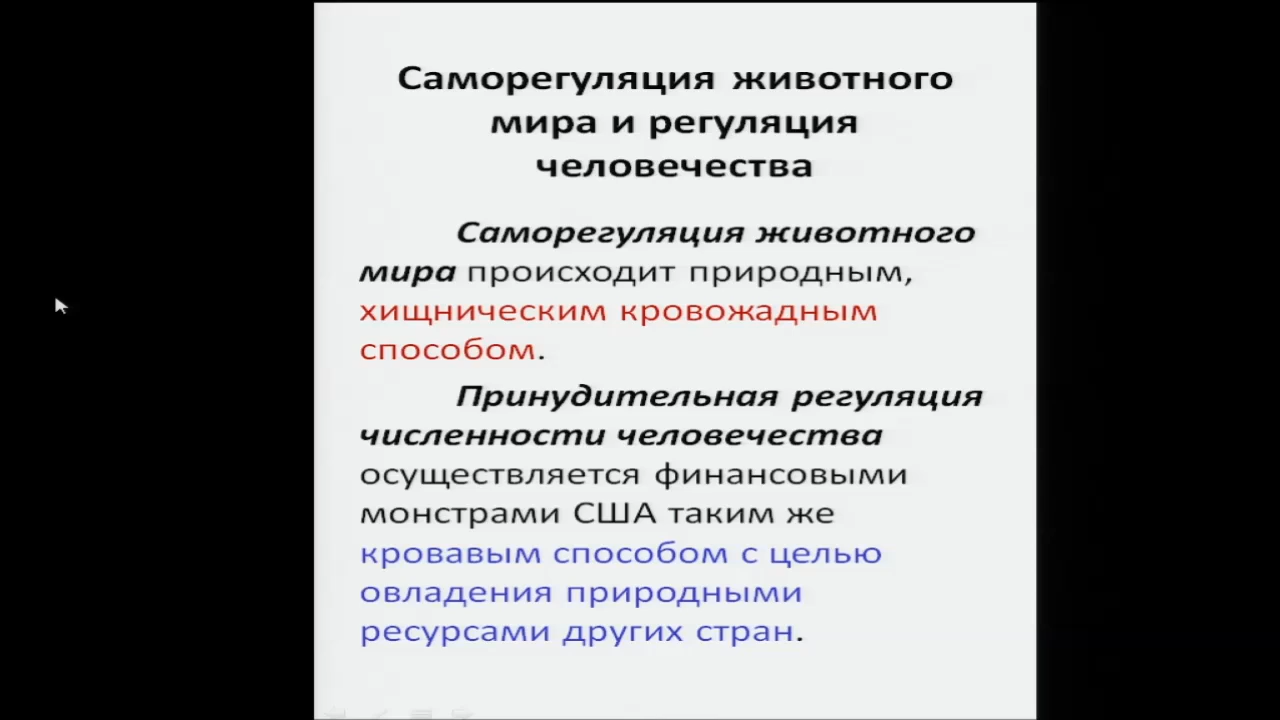 Саморегуляция животного
мира и регуляция
человечества
Саморегуляция животного
мира происходит природным,
хищническим кровожадным
способом.
Принудительная регуляция
численности человечества
осуществляется финансовыми
монстрами США таким же
кровавым способом с целью
овладения природными
ресурсами других стран.